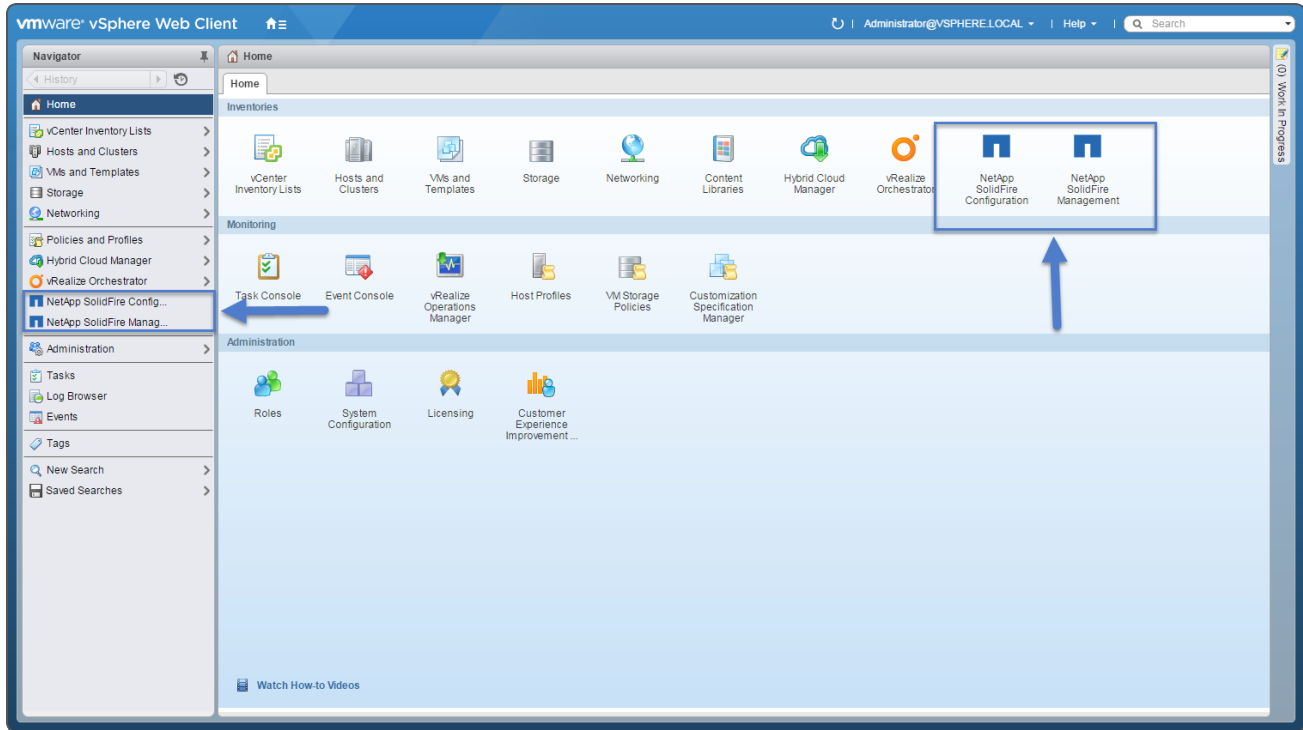 vmware® vSphere Web Client
Administrator@VSPHERE.LOCAL
Help
Search
Navigator
History
Home
vCenter Inventory Lists
Hosts and Clusters
VMs and Templates
Storage
Networking
Policies and Profiles
Hybrid Cloud Manager
vRealize Orchestrator
NetApp SolidFire Config...
NetApp SolidFire Manag...
Administration
Tasks
Log Browser
Events
Tags
New Search
Saved Searches
Home
Home
Inventories
vCenter
Inventory Lists
Hosts and
Clusters
VMs and
Templates
Storage
Networking
Content
Libraries
Hybrid Cloud
Manager
vRealize
Orchestrator
NetApp
SolidFire
Configuration
NetApp
SolidFire
Management
Monitoring
Task Console
Event Console
vRealize
Operations
Manager
Host Profiles
VM Storage
Policies
Customization
Specification
Manager
Administration
Roles
System
Configuration
Licensing
Customer
Experience
Improvement ...
Watch How-to Videos
(0) Work In Progress